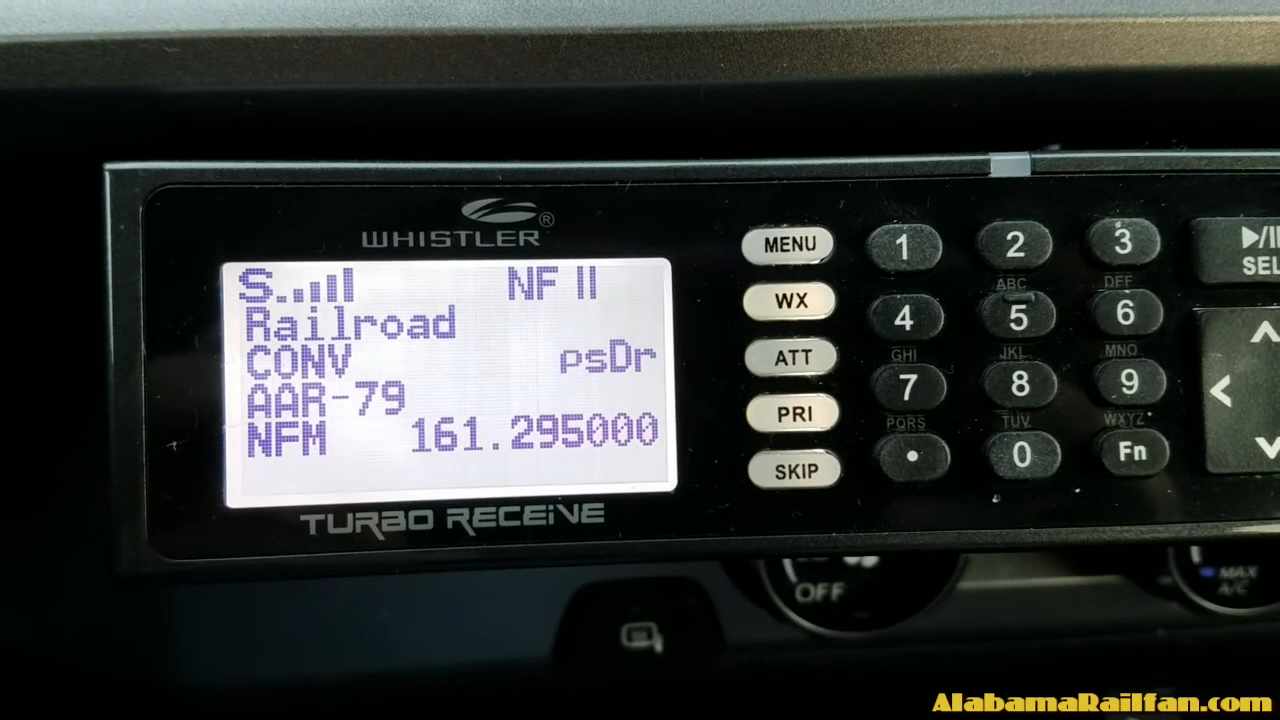 WHISTLER®
S NF II
Railroad
CONV psDr
AAR-79
NFM 161.295000
TURBO RECEIVE
MENU 1 2 3
ABC DEF
WX 4 5 6
GHI JKL MNO
ATT 7 8 9
PQRS TUV WXYZ
PRI • 0 Fn
SKIP
OFF
MAX
A/C
AlabamaRailfan.com